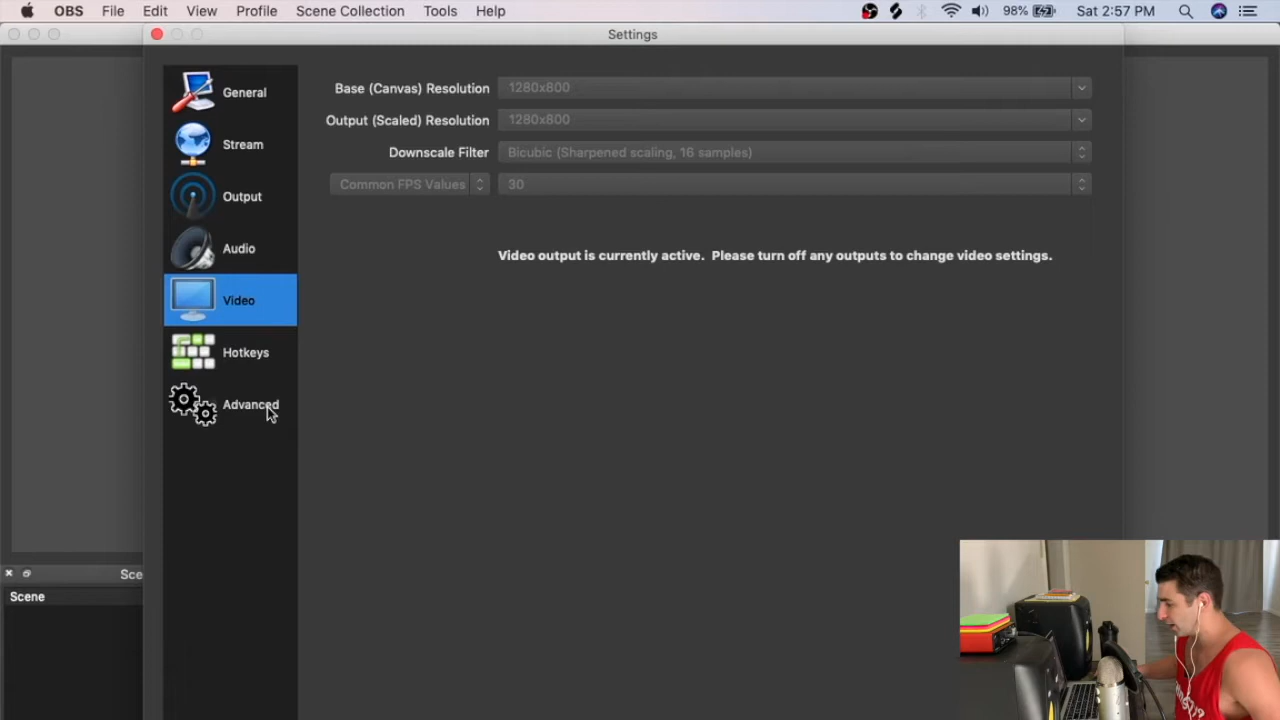 OBS File Edit View Profile Scene Collection Tools Help 98% Sat 2:57 PM
Settings
General
Stream
Output
Audio
Video
Hotkeys
Advanced
Base (Canvas) Resolution 1280x800
Output (Scaled) Resolution 1280x800
Downscale Filter Bicubic (Sharpened scaling, 16 samples)
Common FPS Values 30
Video output is currently active. Please turn off any outputs to change video settings.
Sce
Scene